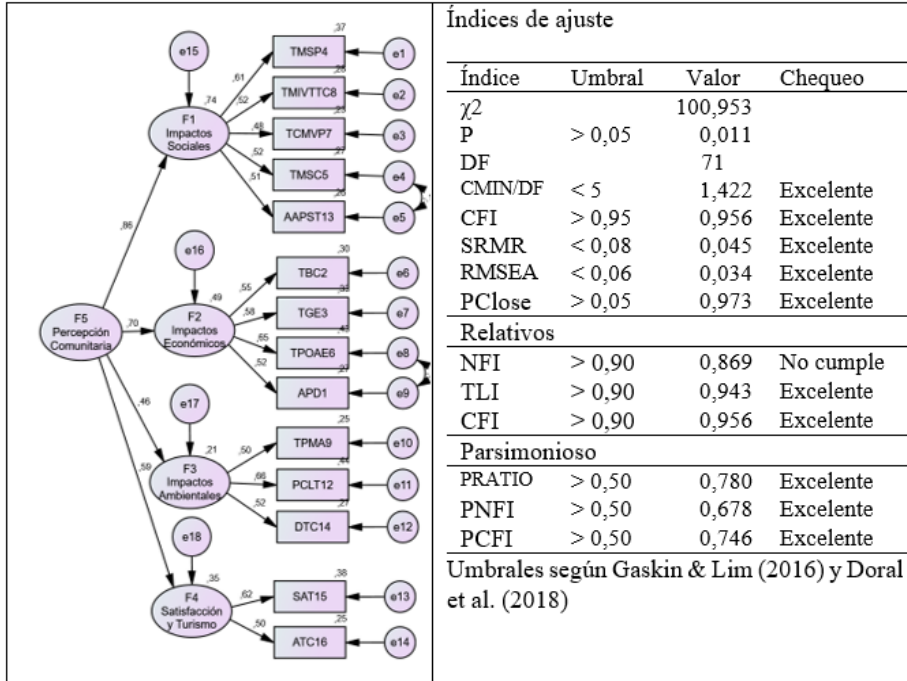 ,37
e15
TMSP4
e1
,61
,74
,52
TMIVTTC8
e2
F1
Impactos
Sociales
,48
,23
TCMVP7
e3
,52
,27
TMSC5
e4
,51
AAPST13
e5
,86
e16
,30
TBC2
e6
,49
,55
F5
Percepción
Comunitaria
,70
F2
Impactos
Económicos
,58
TGE3
e7
,65
TPOAE6
e8
,52
,27
APD1
e9
,46
e17
,25
TPMA9
e10
,59
,21
,50
F3
Impactos
Ambientales
,66
,44
PCLT12
e11
,52
,27
DTC14
e12
e18
,35
,38
F4
Satisfacción
y Turismo
,62
SAT15
e13
,50
,25
ATC16
e14
Índices de ajuste
Índice Umbral Valor Chequeo
χ2 100,953
P > 0,05 0,011
DF 71
CMIN/DF < 5 1,422 Excelente
CFI > 0,95 0,956 Excelente
SRMR < 0,08 0,045 Excelente
RMSEA < 0,06 0,034 Excelente
PClose > 0,05 0,973 Excelente
Relativos
NFI > 0,90 0,869 No cumple
TLI > 0,90 0,943 Excelente
CFI > 0,90 0,956 Excelente
Parsimonioso
PRATIO > 0,50 0,780 Excelente
PNFI > 0,50 0,678 Excelente
PCFI > 0,50 0,746 Excelente
Umbrales según Gaskin & Lim (2016) y Doral
et al. (2018)